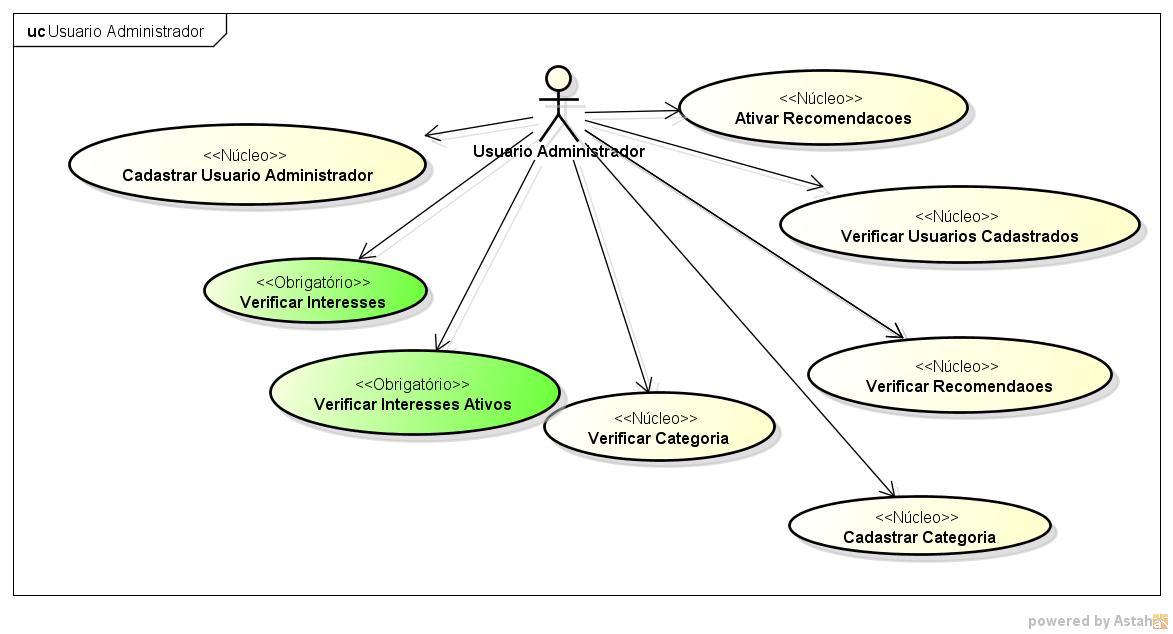 uc Usuario Administrador
<<Núcleo>>
Ativar Recomendacoes
Usuario Administrador
<<Núcleo>>
Cadastrar Usuario Administrador
<<Núcleo>>
Verificar Usuarios Cadastrados
<<Obrigatório>>
Verificar Interesses
<<Núcleo>>
Verificar Recomendaoes
<<Obrigatório>>
Verificar Interesses Ativos
<<Núcleo>>
Verificar Categoria
<<Núcleo>>
Cadastrar Categoria
powered by Astah